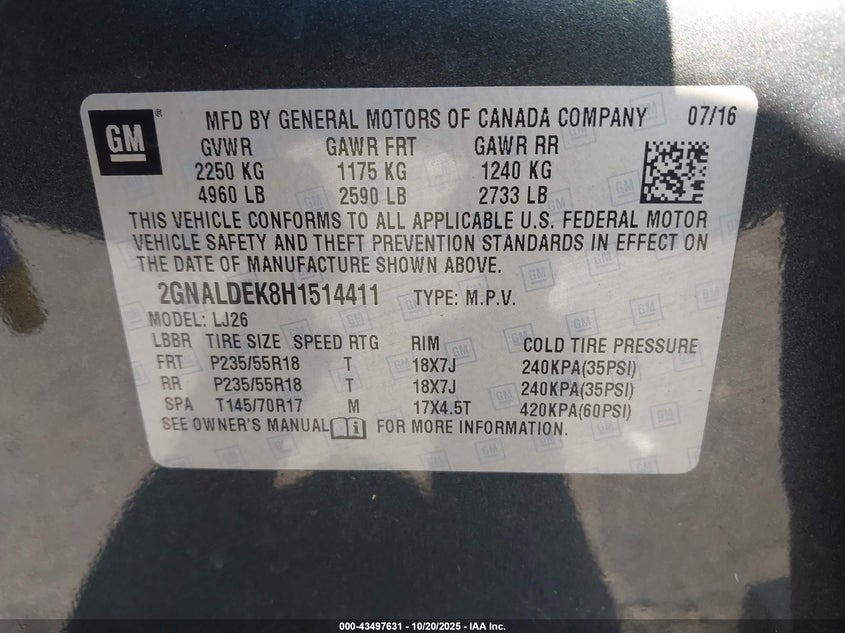 GM® MFD BY GENERAL MOTORS OF CANADA COMPANY 07/16
GVWR GAWR FRT GAWR RR
2250 KG 1175 KG 1240 KG
4960 LB 2590 LB 2733 LB
THIS VEHICLE CONFORMS TO ALL APPLICABLE U.S. FEDERAL MOTOR
VEHICLE SAFETY AND THEFT PREVENTION STANDARDS IN EFFECT ON
THE DATE OF MANUFACTURE SHOWN ABOVE.
2GNALDEK8H1514411 TYPE: M.P.V.
MODEL: LJ26
LBBR TIRE SIZE SPEED RTG RIM COLD TIRE PRESSURE
FRT P235/55R18 T 18X7J 240KPA(35PSI)
RR P235/55R18 T 18X7J 240KPA(35PSI)
SPA T145/70R17 M 17X4.5T 420KPA(60PSI)
SEE OWNER'S MANUAL FOR MORE INFORMATION.
000-43497631 - 10/20/2025 - IAA Inc.